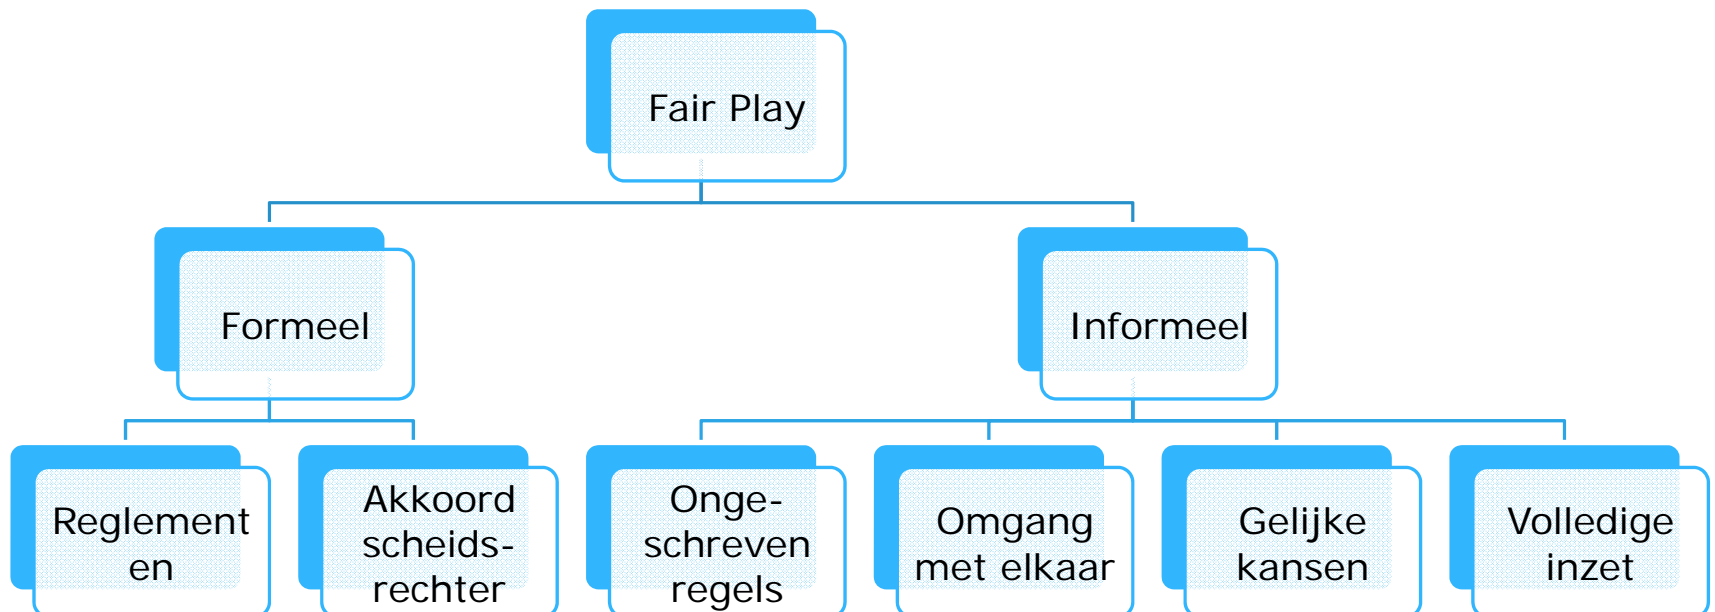 Fair Play
Formeel
Informeel
Reglement
en
Akkoord
scheids-
rechter
Onge-
schreven
regels
Omgang
met elkaar
Gelijke
kansen
Volledige
inzet